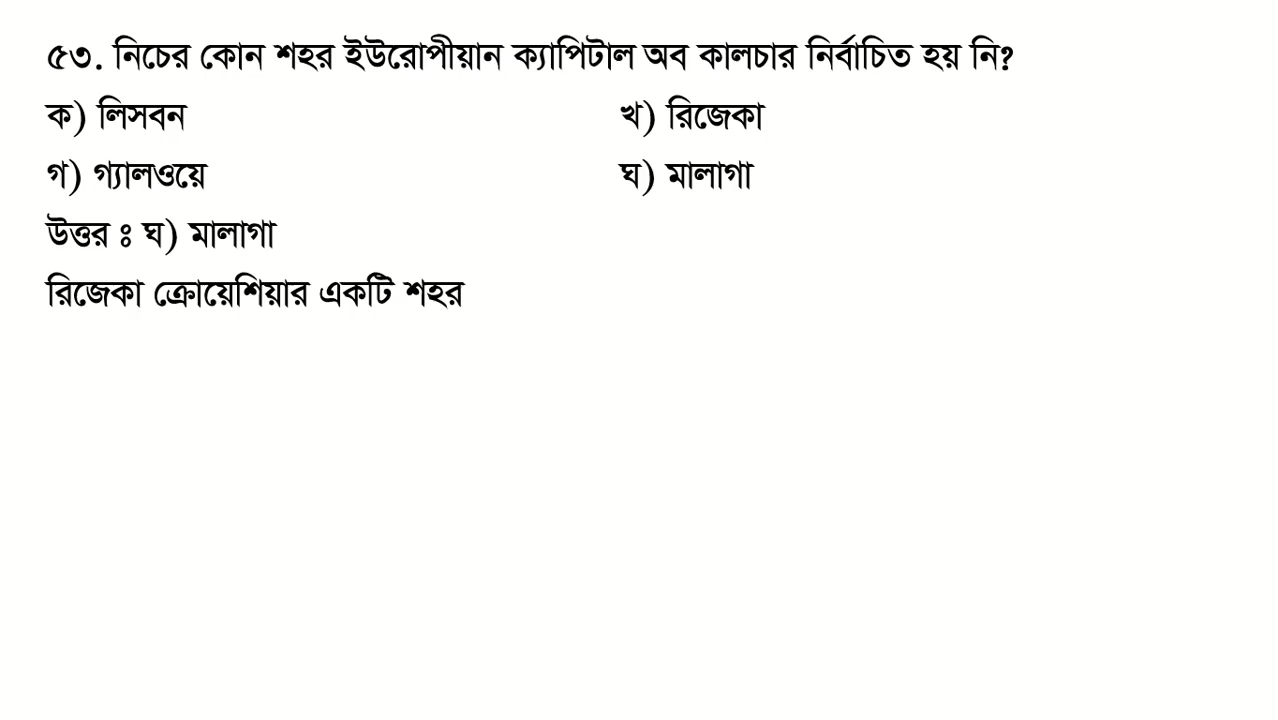 ৫৩. নিচের কোন শহর ইউরোপীয়ান ক্যাপিটাল অব কালচার নির্বাচিত হয় নি?
ক) লিসবন খ) রিজেকা
গ) গ্যালওয়ে ঘ) মালাগা
উত্তর ঃ ঘ) মালাগা
রিজেকা ক্রোয়েশিয়ার একটি শহর